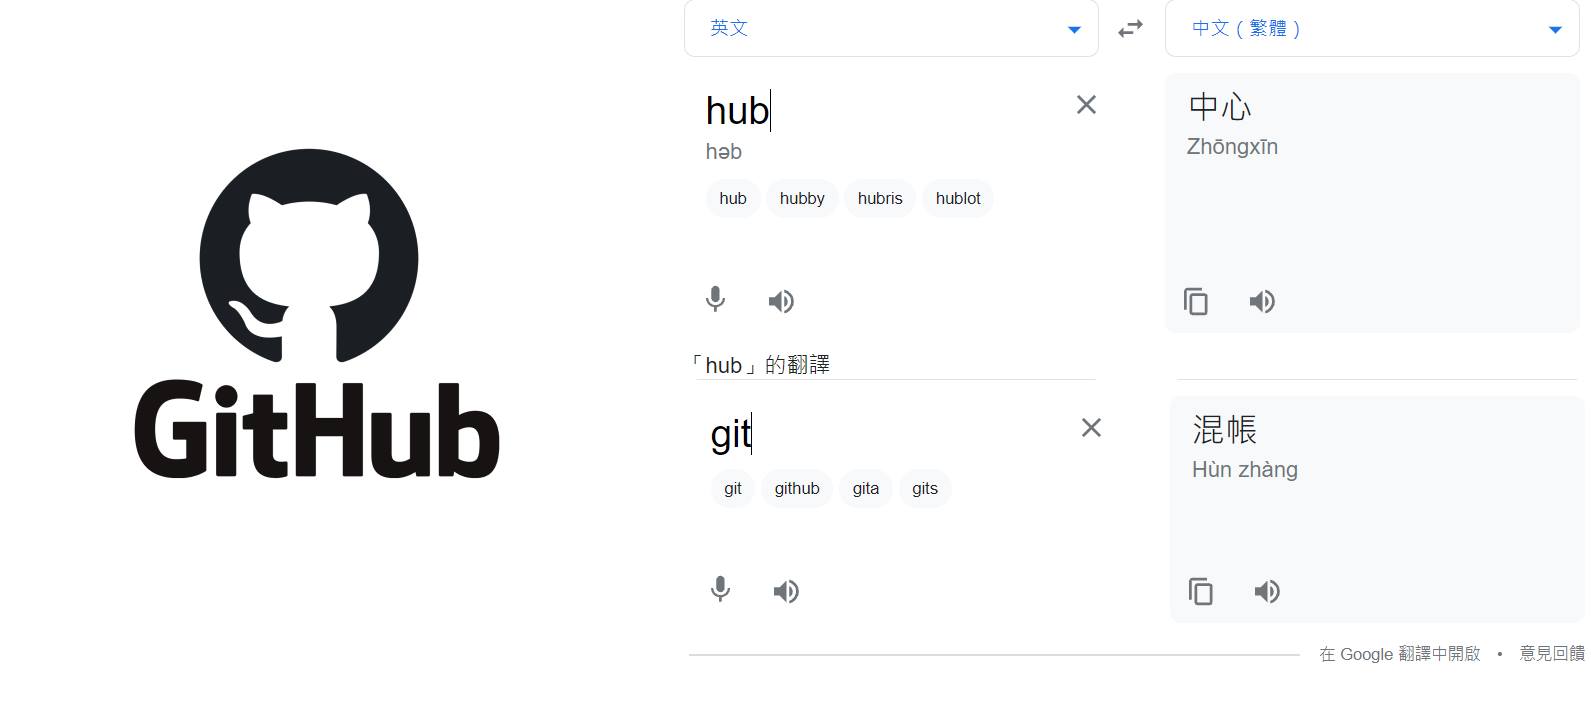 GitHub
英文
中文（繁體）
hub
həb
hub hubby hubris hublot
中心
Zhōngxīn
「hub」的翻譯
git
git github gita gits
混帳
Hùn zhàng
在 Google 翻譯中開啟 • 意見回饋